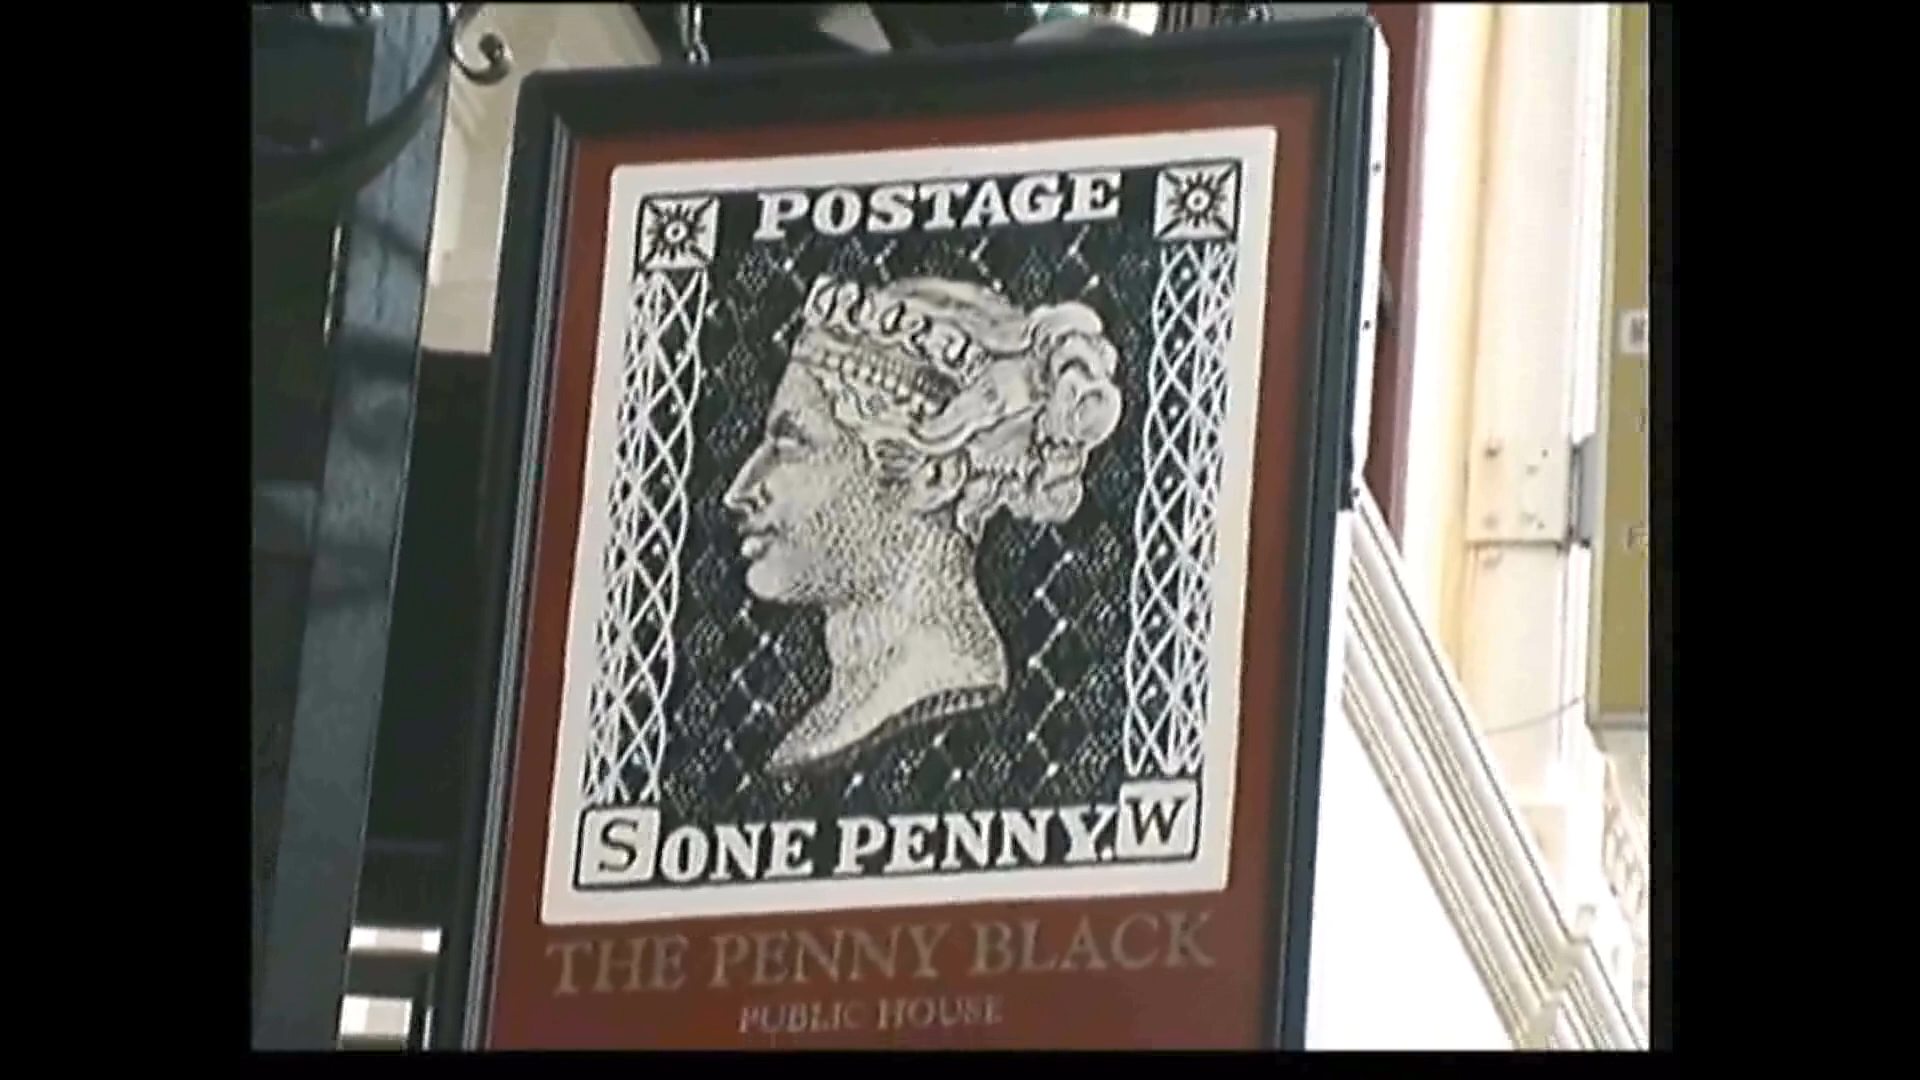 POSTAGE
S ONE PENNY. W
THE PENNY BLACK
PUBLIC HOUSE